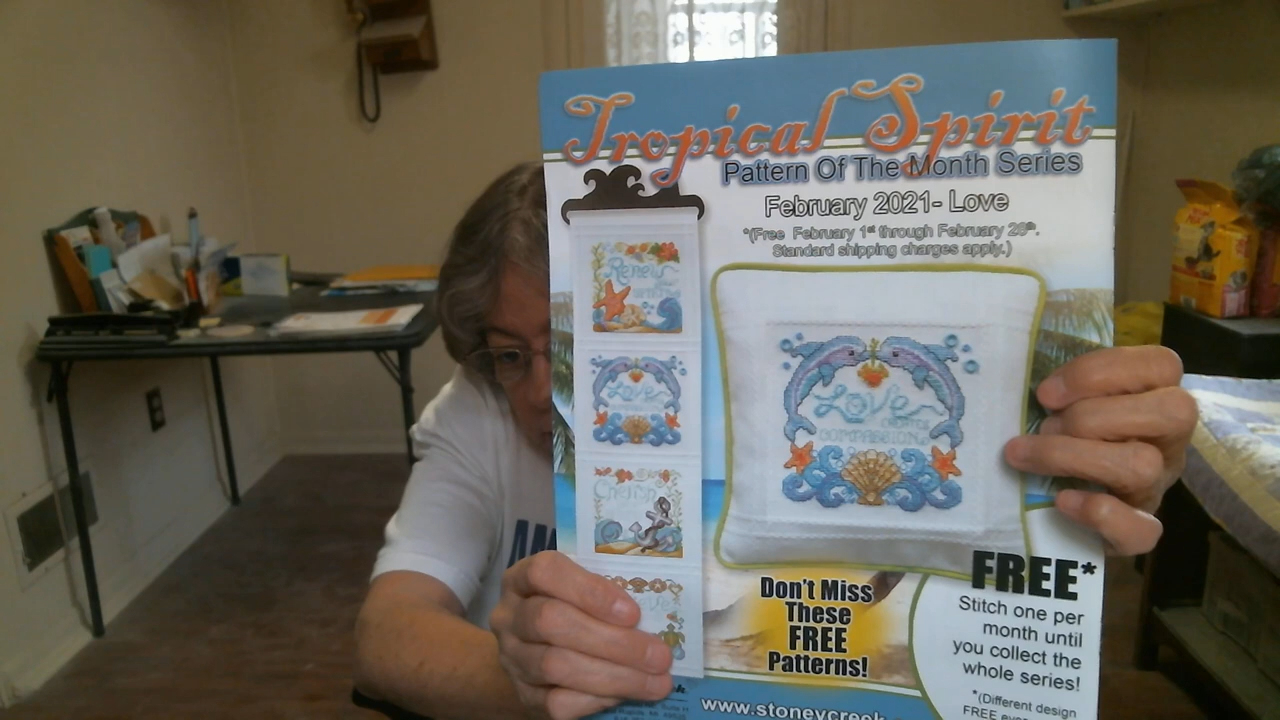 Tropical Spirit
Pattern Of The Month Series
February 2021- Love
*(Free February 1st through February 28th.
Standard shipping charges apply.)
Renew
Love
Cherish
Love
COMPASSION
Don't Miss
These
FREE
Patterns!
FREE*
Stitch one per
month until
you collect the
whole series!
*(Different design
www.stoneycreek